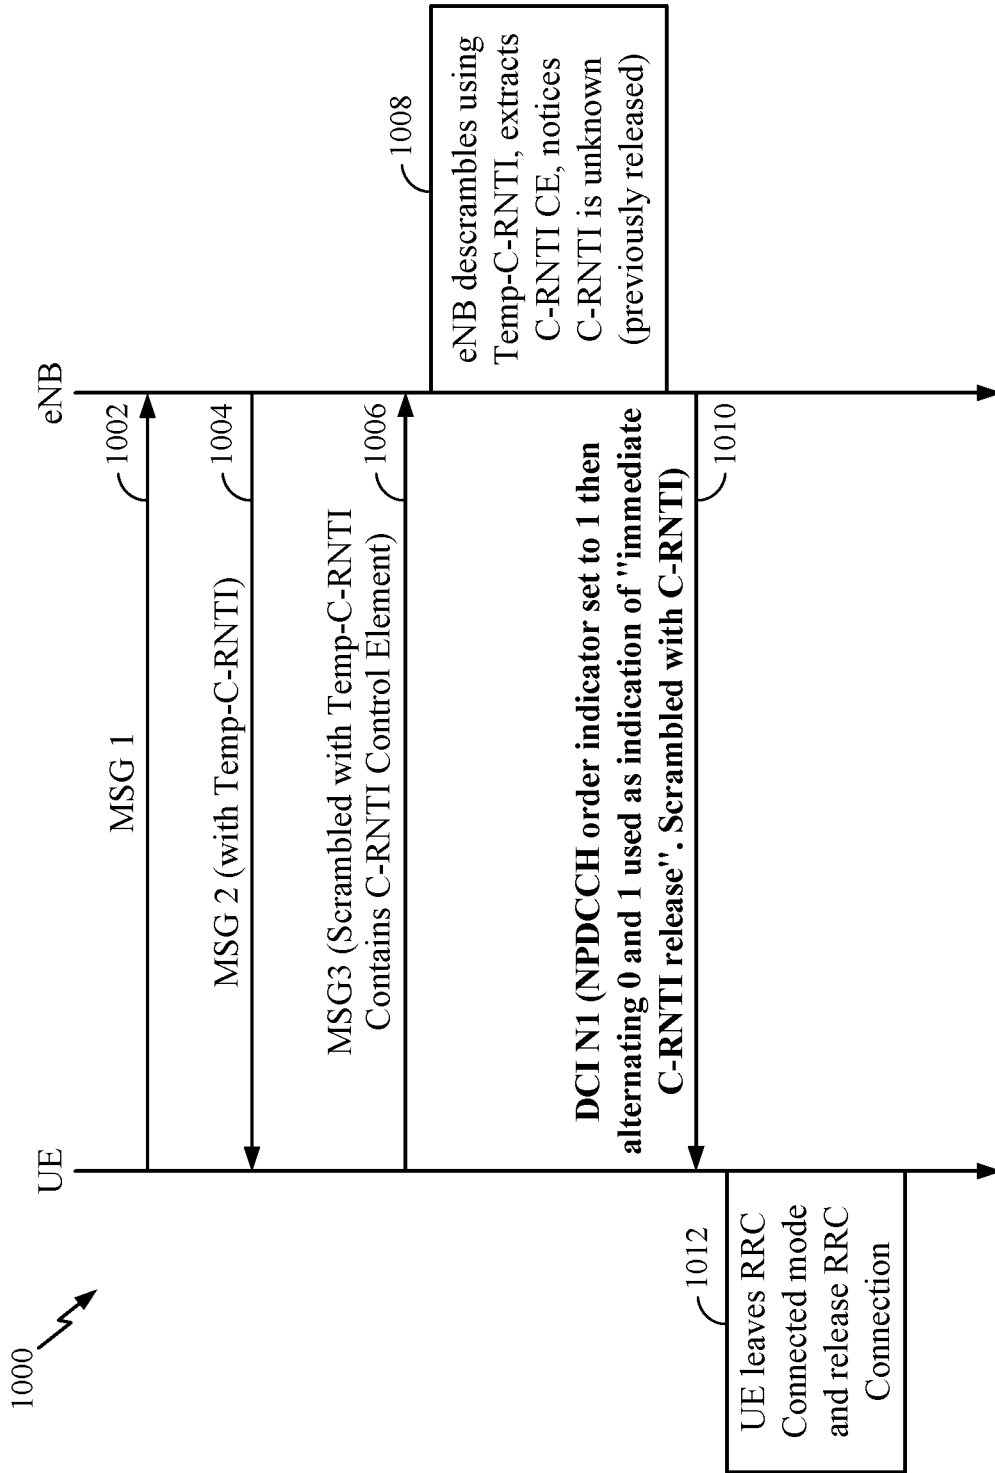 1000
UE
eNB
MSG 1
1002
MSG 2 (with Temp-C-RNTI)
1004
MSG3 (Scrambled with Temp-C-RNTI
Contains C-RNTI Control Element)
1006
1008
eNB descrambles using
Temp-C-RNTI, extracts
C-RNTI CE, notices
C-RNTI is unknown
(previously released)
DCI N1 (NPDCCH order indicator set to 1 then
alternating 0 and 1 used as indication of "immediate
C-RNTI release". Scrambled with C-RNTI)
1010
1012
UE leaves RRC
Connected mode
and release RRC
Connection